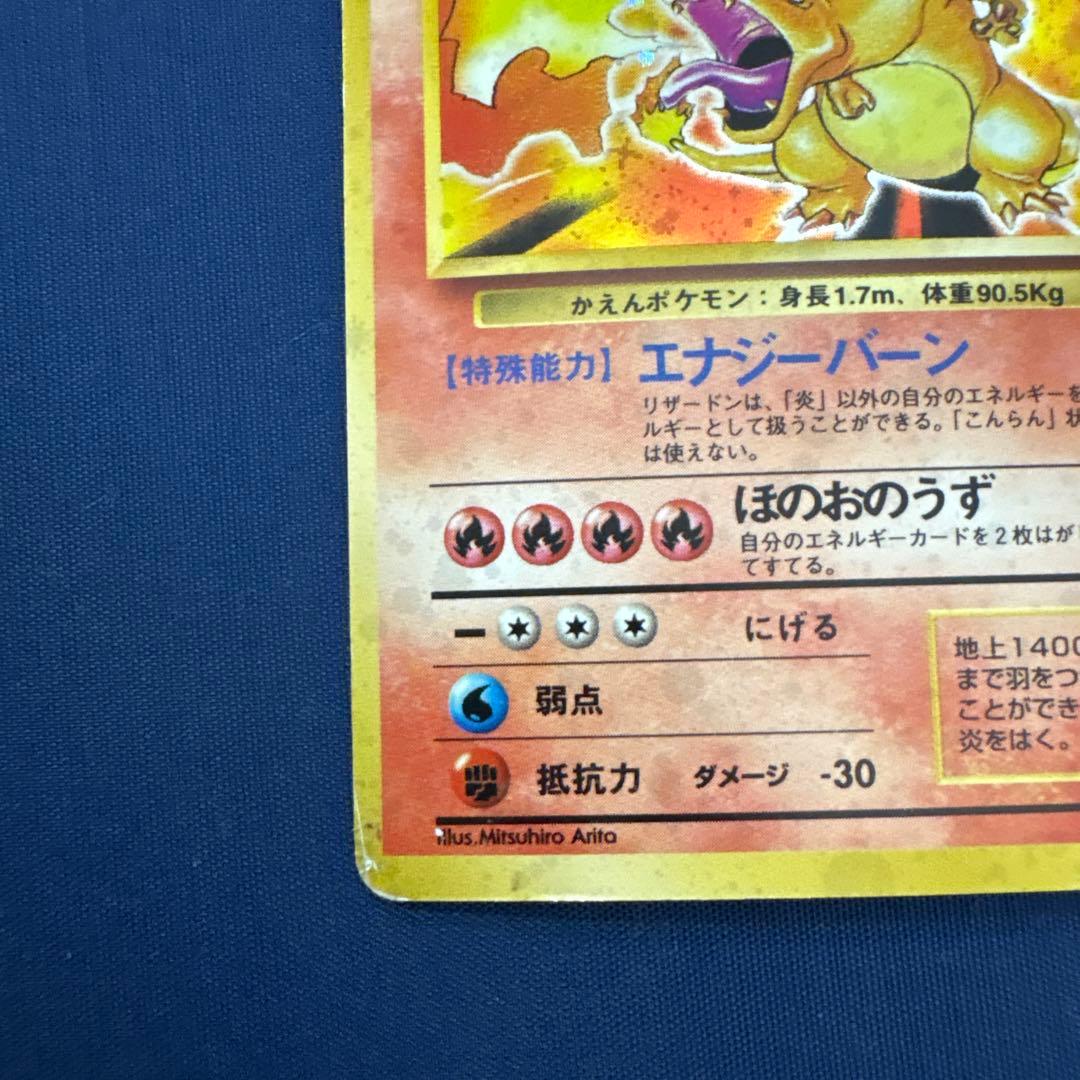 かえんポケモン：身長1.7m、体重90.5Kg
【特殊能力】 エナジーバーン
リザードンは、「炎」以外の自分のエネルギーを
ルギーとして扱うことができる。「こんらん」状
は使えない。
ほのおのうず
自分のエネルギーカードを2枚はが
てすてる。
− にげる
弱点
抵抗力 ダメージ -30
地上1400
まで羽をつ
ことができ
炎をはく。
Illus.Mitsuhiro Arita